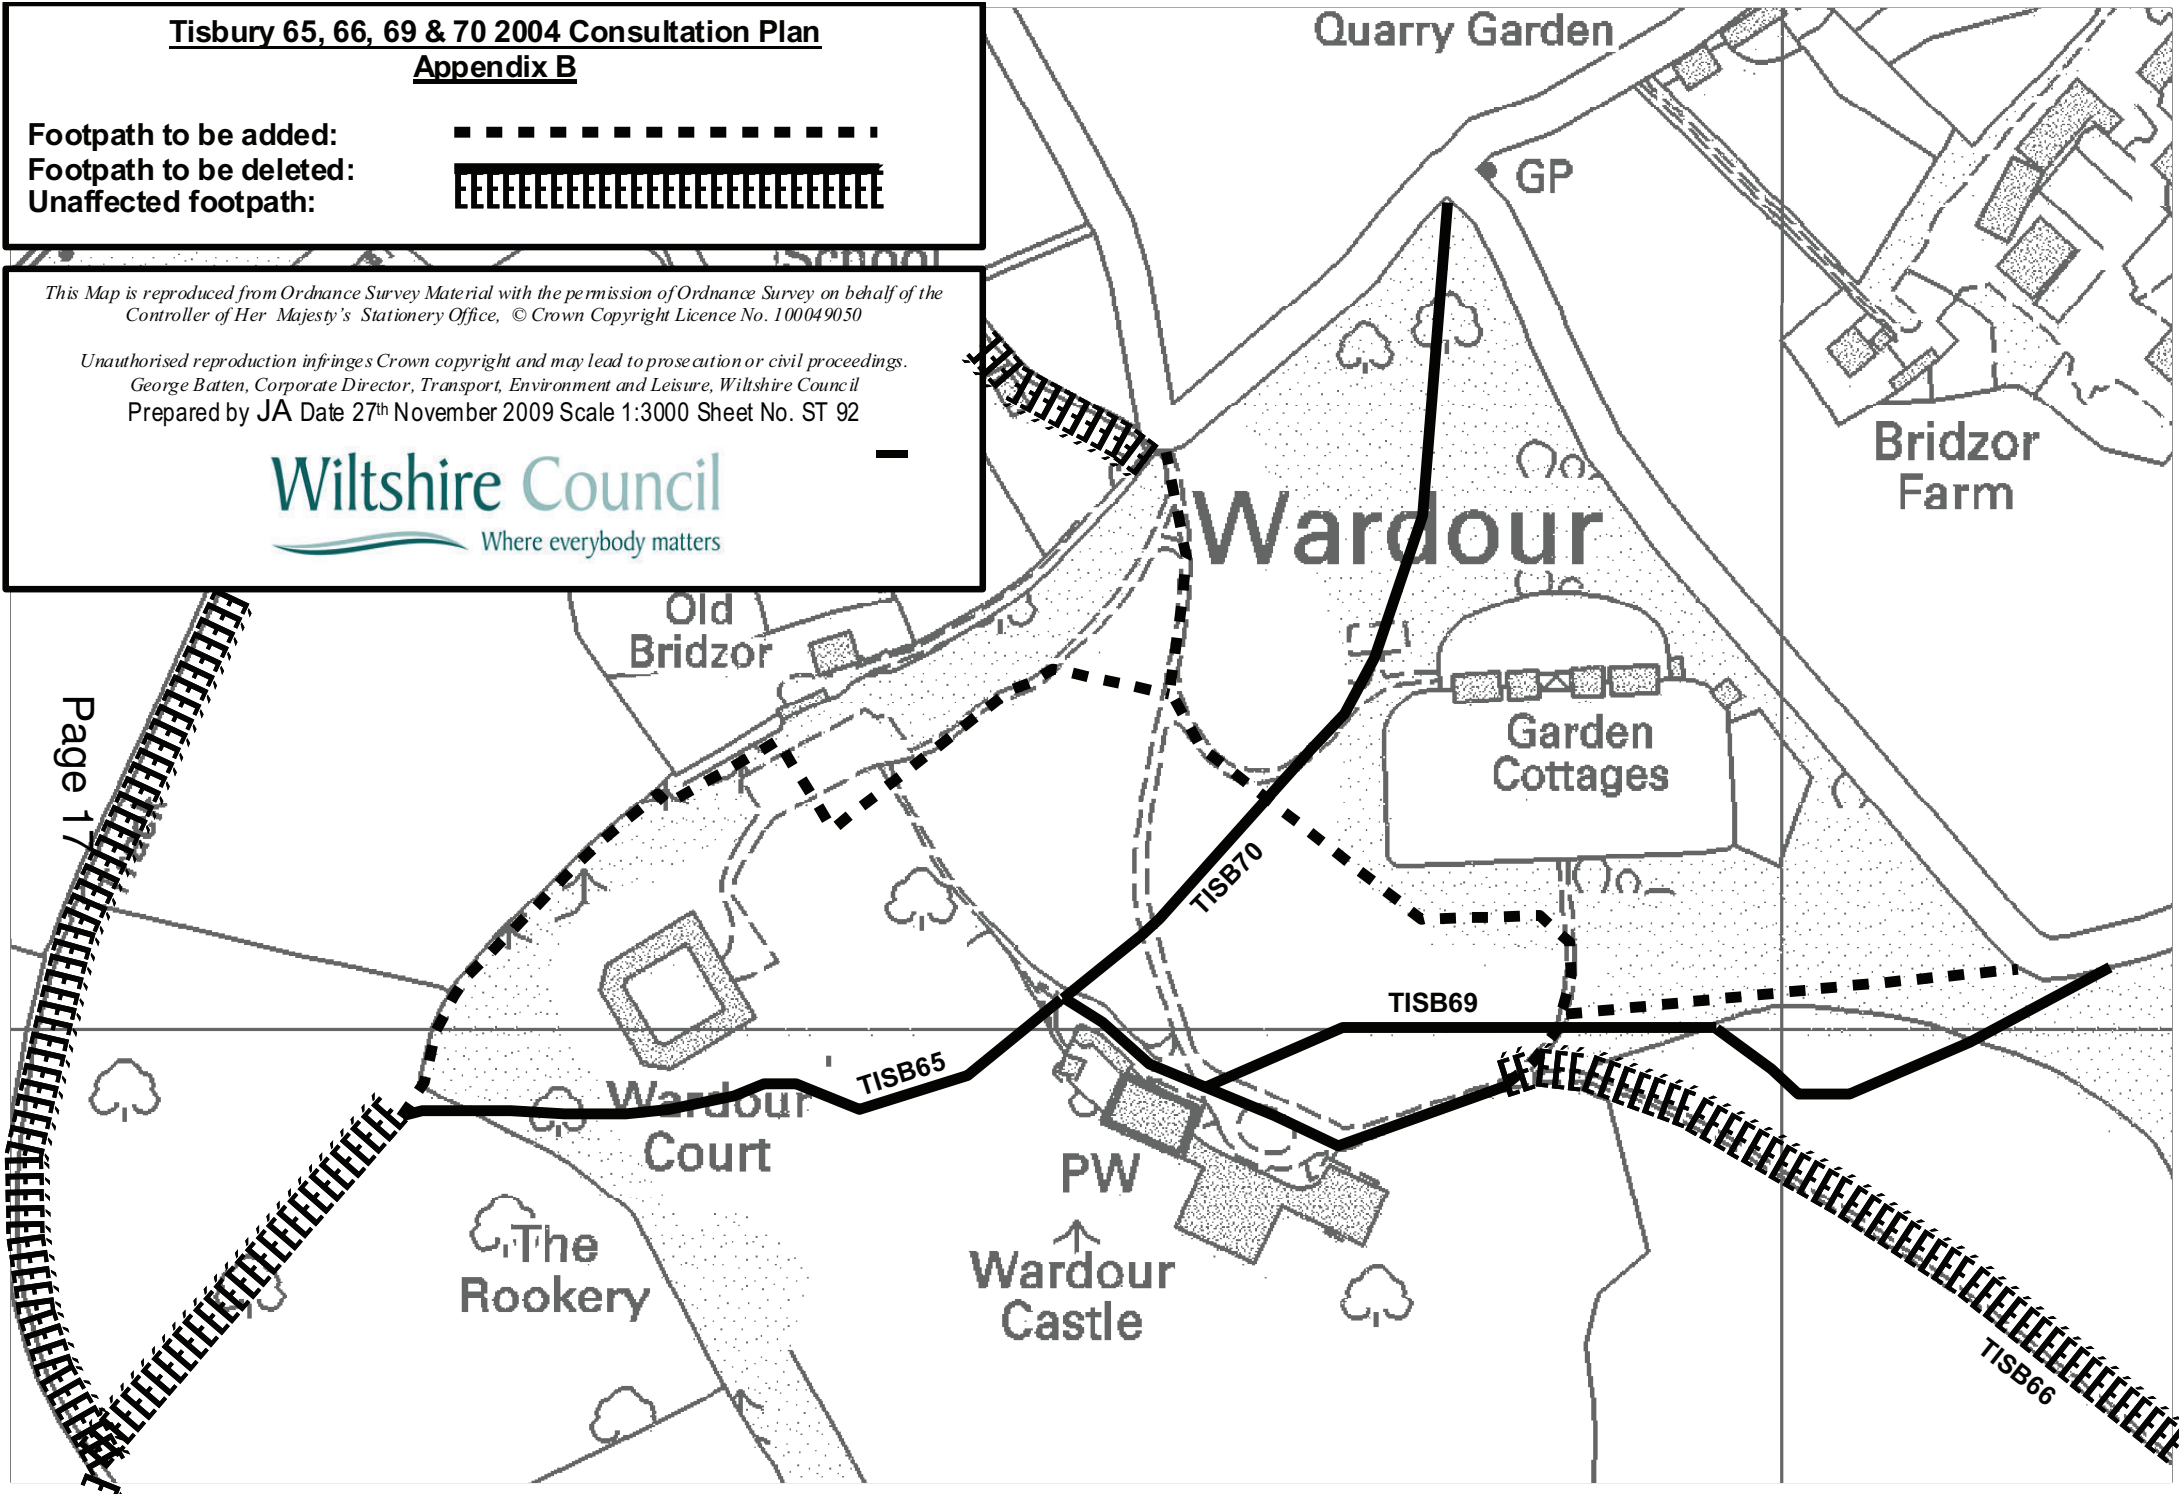 Tisbury 65, 66, 69 & 70 2004 Consultation Plan
Appendix B
Footpath to be added:
Footpath to be deleted:
Unaffected footpath:
This Map is reproduced from Ordnance Survey Material with the permission of Ordnance Survey on behalf of the
Controller of Her Majesty's Stationery Office, © Crown Copyright Licence No. 100049050
Unauthorised reproduction infringes Crown copyright and may lead to prosecution or civil proceedings.
George Batten, Corporate Director, Transport, Environment and Leisure, Wiltshire Council
Prepared by JA Date 27th November 2009 Scale 1:3000 Sheet No. ST 92
Wiltshire Council
Where everybody matters
School
Quarry Garden
GP
Bridzor
Farm
Wardour
Old
Bridzor
Garden
Cottages
Page 17
TISB70
TISB69
TISB65
Wardour
Court
PW
The
Rookery
Wardour
Castle
TISB66